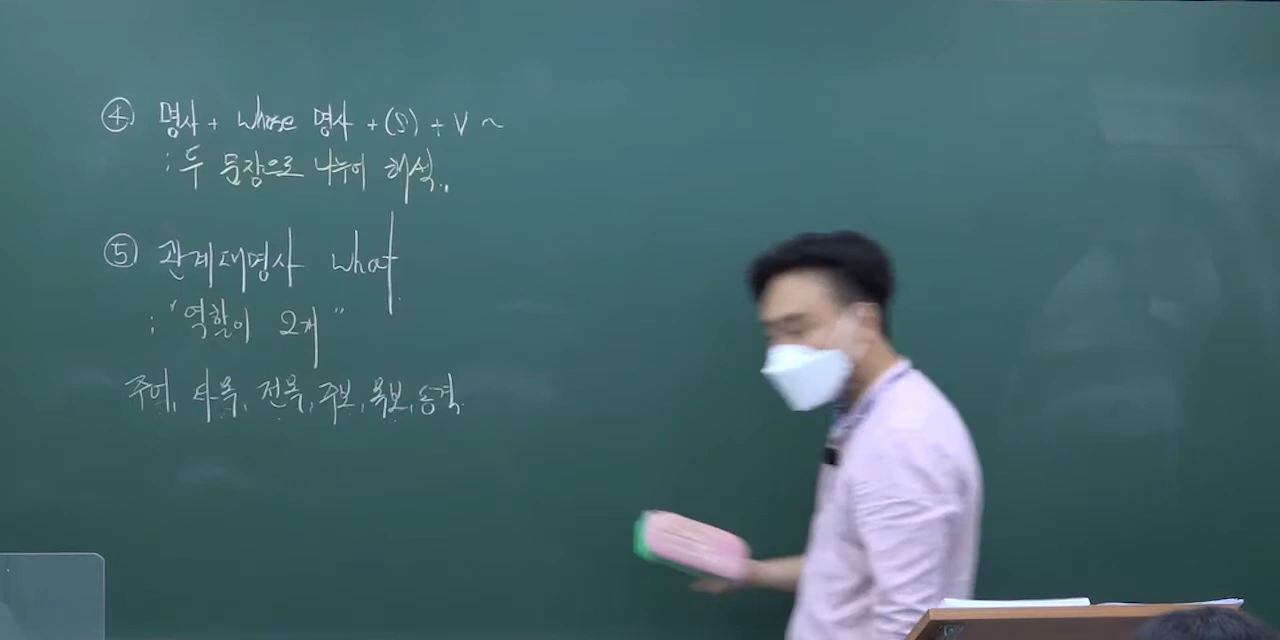 ④ 명사 + whose 명사 + (S) + V ~
: 두 문장으로 나누어 해석.
⑤ 관계대명사 what
: "역할이 2개"
주어, 타목, 전목, 주보, 목보, 동격.